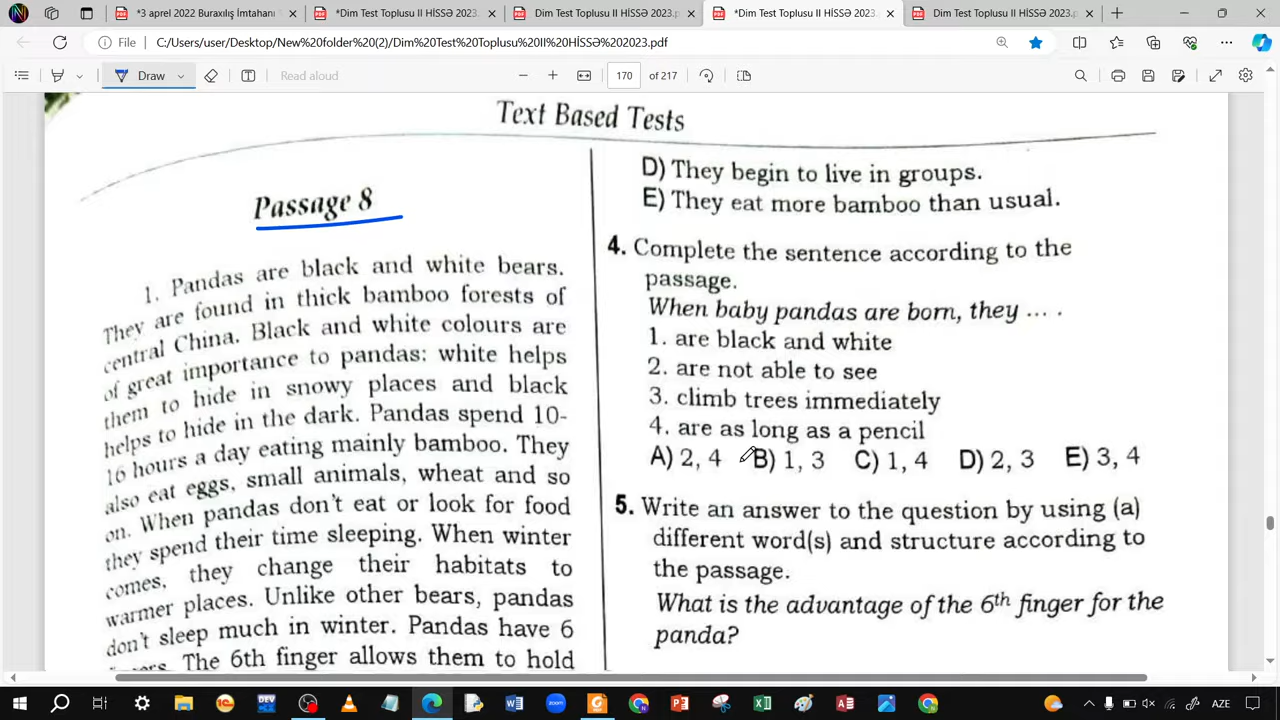 *3 aprel 2022 Buraxılış İmtahanı
*Dim Test Toplusu II HİSSƏ 2023.p
Dim Test Toplusu II HİSSƏ 2023.p
*Dim Test Toplusu II HİSSƏ 2023.p
Dim Test Toplusu II HİSSƏ 2023.p
File
C:/Users/user/Desktop/New%20folder%20(2)/Dim%20Test%20Toplusu%20II%20HİSSƏ%202023.pdf
Draw
Read aloud
170 of 217
Text Based Tests
Passage 8
1. Pandas are black and white bears.
They are found in thick bamboo forests of
central China. Black and white colours are
of great importance to pandas: white helps
them to hide in snowy places and black
helps to hide in the dark. Pandas spend 10-
16 hours a day eating mainly bamboo. They
also eat eggs, small animals, wheat and so
on. When pandas don't eat or look for food
they spend their time sleeping. When winter
comes, they change their habitats to
warmer places. Unlike other bears, pandas
don't sleep much in winter. Pandas have 6
The 6th finger allows them to hold
D) They begin to live in groups.
E) They eat more bamboo than usual.
4. Complete the sentence according to the
passage.
When baby pandas are born, they ... .
1. are black and white
2. are not able to see
3. climb trees immediately
4. are as long as a pencil
A) 2, 4 B) 1, 3 C) 1, 4 D) 2, 3 E) 3, 4
5. Write an answer to the question by using (a)
different word(s) and structure according to
the passage.
What is the advantage of the 6th finger for the
panda?
AZE